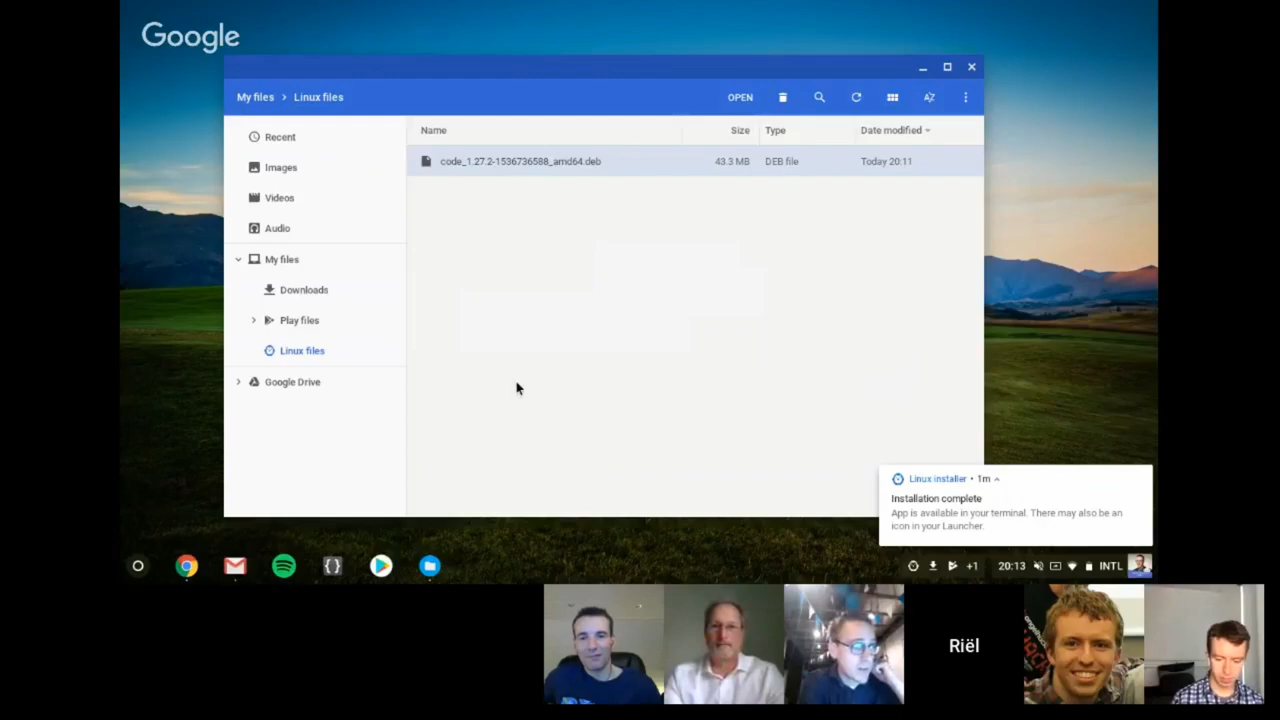 Google
My files > Linux files
OPEN
AZ
Name Size Type Date modified
code_1.27.2-1536736588_amd64.deb 43.3 MB DEB file Today 20:11
Recent
Images
Videos
Audio
My files
Downloads
Play files
Linux files
Google Drive
Linux installer • 1m
Installation complete
App is available in your terminal. There may also be an
icon in your Launcher.
{}
+1 20:13 INTL
Riël